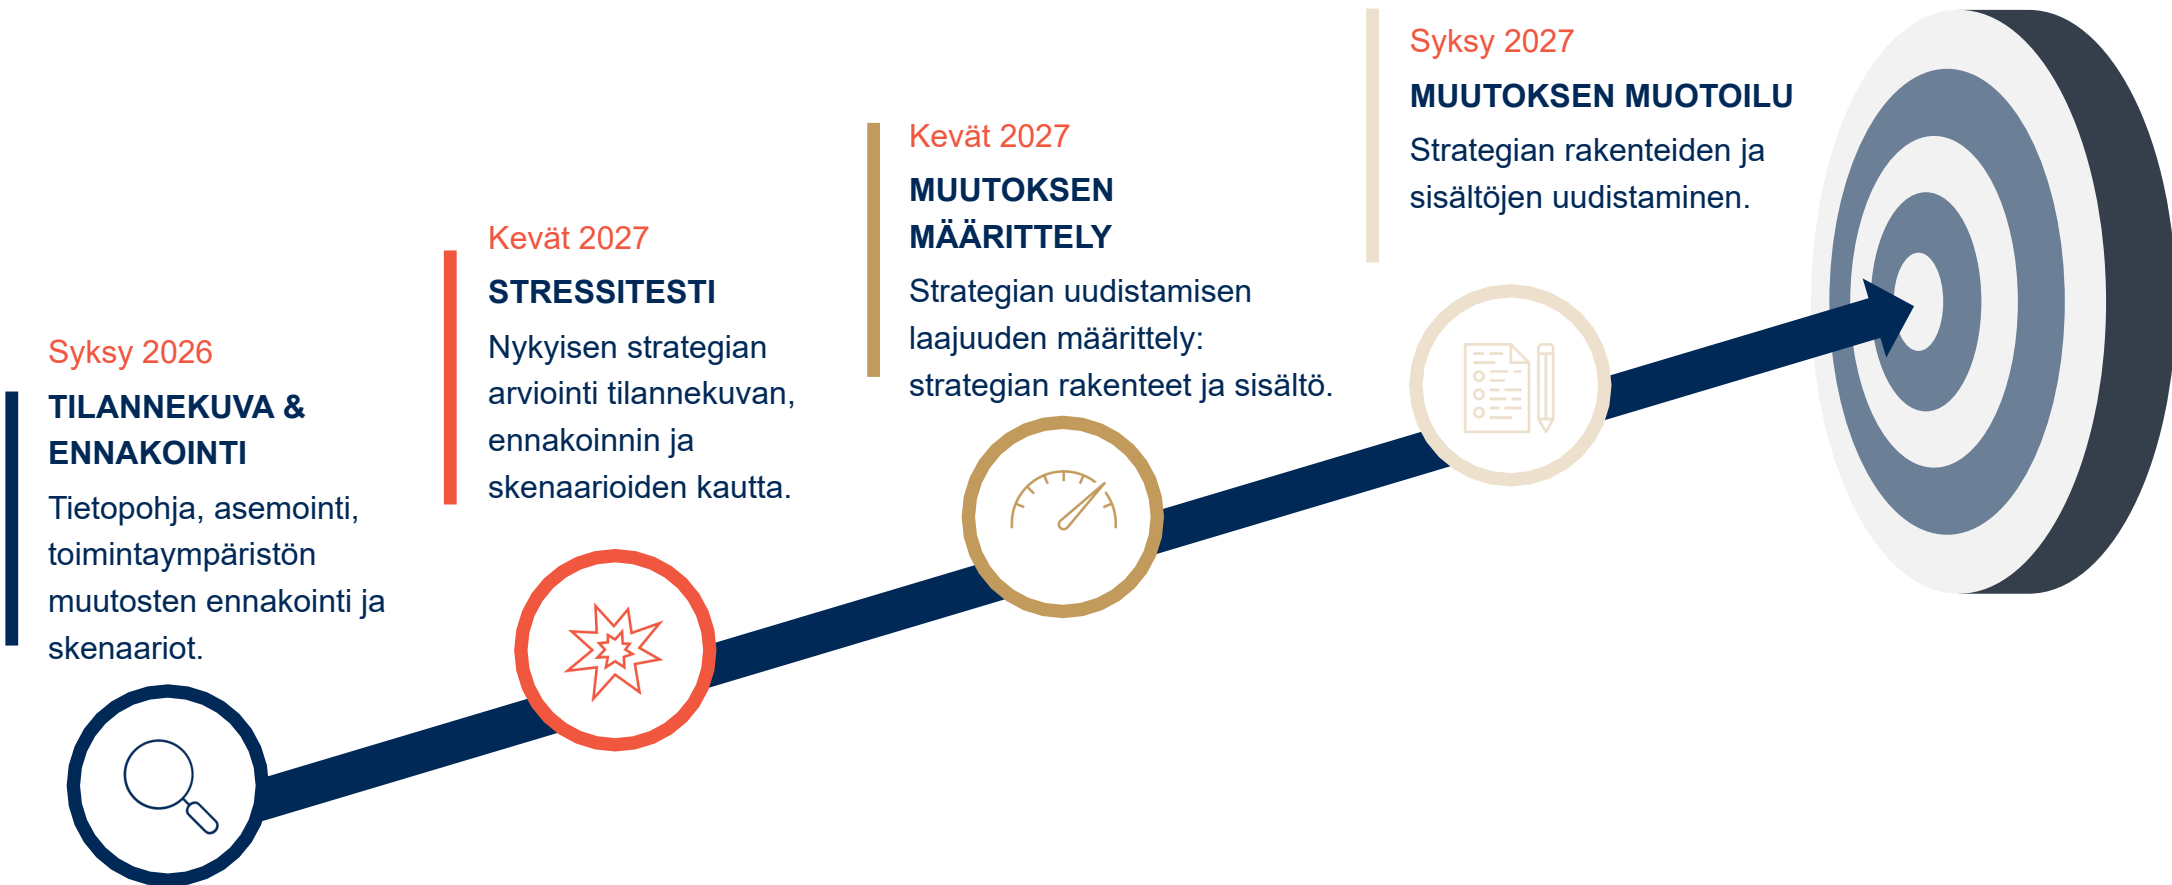 Syksy 2026
TILANNEKUVA &
ENNAKOINTI
Tietopohja, asemointi,
toimintaympäristön
muutosten ennakointi ja
skenaariot.
Kevät 2027
STRESSITESTI
Nykyisen strategian
arviointi tilannekuvan,
ennakoinnin ja
skenaarioiden kautta.
Kevät 2027
MUUTOKSEN
MÄÄRITTELY
Strategian uudistamisen
laajuuden määrittely:
strategian rakenteet ja sisältö.
Syksy 2027
MUUTOKSEN MUOTOILU
Strategian rakenteiden ja
sisältöjen uudistaminen.